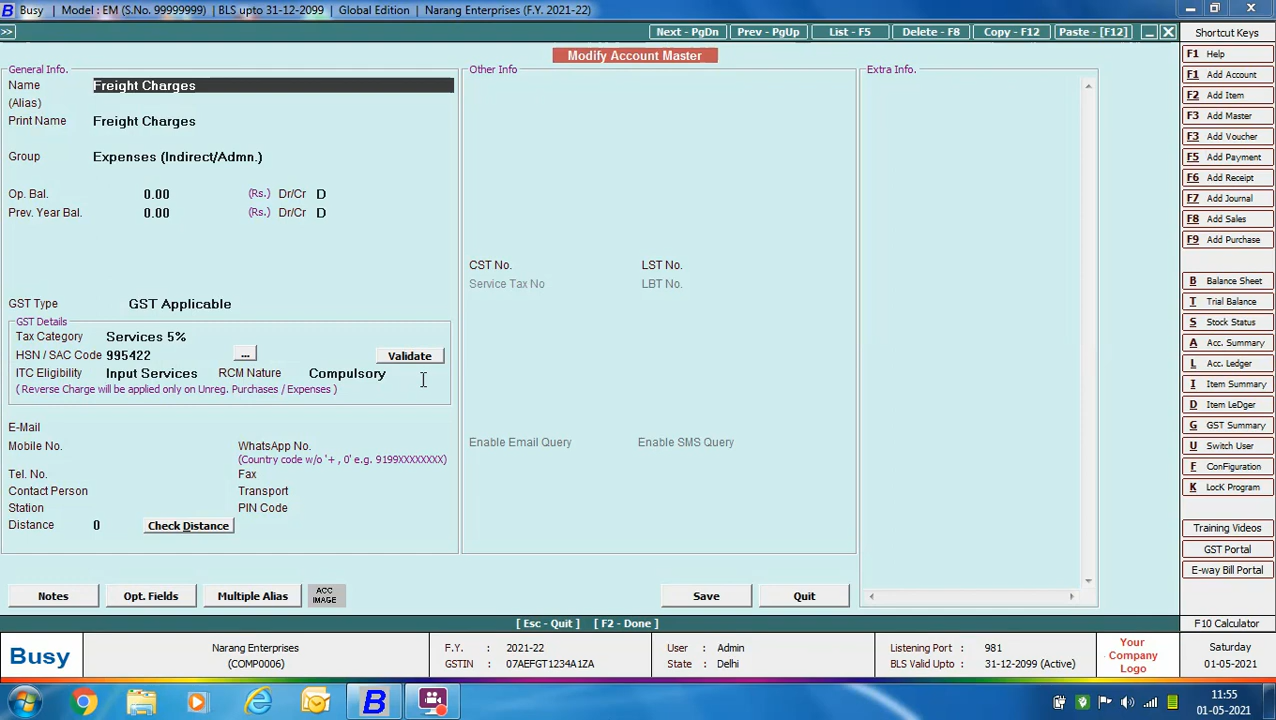 Busy   Model : EM (S.No. 99999999)   BLS upto 31-12-2099   Global Edition   Narang Enterprises (F.Y. 2021-22)
>>   Next - PgDn   Prev - PgUp   List - F5   Delete - F8   Copy - F12   Paste - [F12]
Modify Account Master
General Info.
Name   Freight Charges
(Alias)
Print Name   Freight Charges
Group   Expenses (Indirect/Admn.)
Op. Bal.   0.00   (Rs.)   Dr/Cr   D
Prev. Year Bal.   0.00   (Rs.)   Dr/Cr   D
GST Type   GST Applicable
GST Details
Tax Category   Services 5%
HSN / SAC Code   995422   ...   Validate
ITC Eligibility   Input Services   RCM Nature   Compulsory
( Reverse Charge will be applied only on Unreg. Purchases / Expenses )
E-Mail
Mobile No.   WhatsApp No.
(Country code w/o '+ , 0' e.g. 9199XXXXXXXX)
Tel. No.   Fax
Contact Person   Transport
Station   PIN Code
Distance   0   Check Distance
Other Info
CST No.   LST No.
Service Tax No   LBT No.
Enable Email Query   Enable SMS Query
Extra Info.
Notes   Opt. Fields   Multiple Alias   ACC IMAGE   Save   Quit
[ Esc - Quit ]   [ F2 - Done ]
Shortcut Keys
F1 Help
F1 Add Account
F2 Add Item
F3 Add Master
F3 Add Voucher
F5 Add Payment
F6 Add Receipt
F7 Add Journal
F8 Add Sales
F9 Add Purchase
B Balance Sheet
T Trial Balance
S Stock Status
A Acc. Summary
L Acc. Ledger
I Item Summary
D Item LeDger
G GST Summary
U Switch User
F ConFiguration
K LocK Program
Training Videos
GST Portal
E-way Bill Portal
F10 Calculator
Busy
Narang Enterprises
(COMP0006)
F.Y. : 2021-22
GSTIN : 07AEFGT1234A1ZA
User : Admin
State : Delhi
Listening Port : 981
BLS Valid Upto : 31-12-2099 (Active)
Your
Company
Logo
Saturday
01-05-2021
11:55
01-05-2021